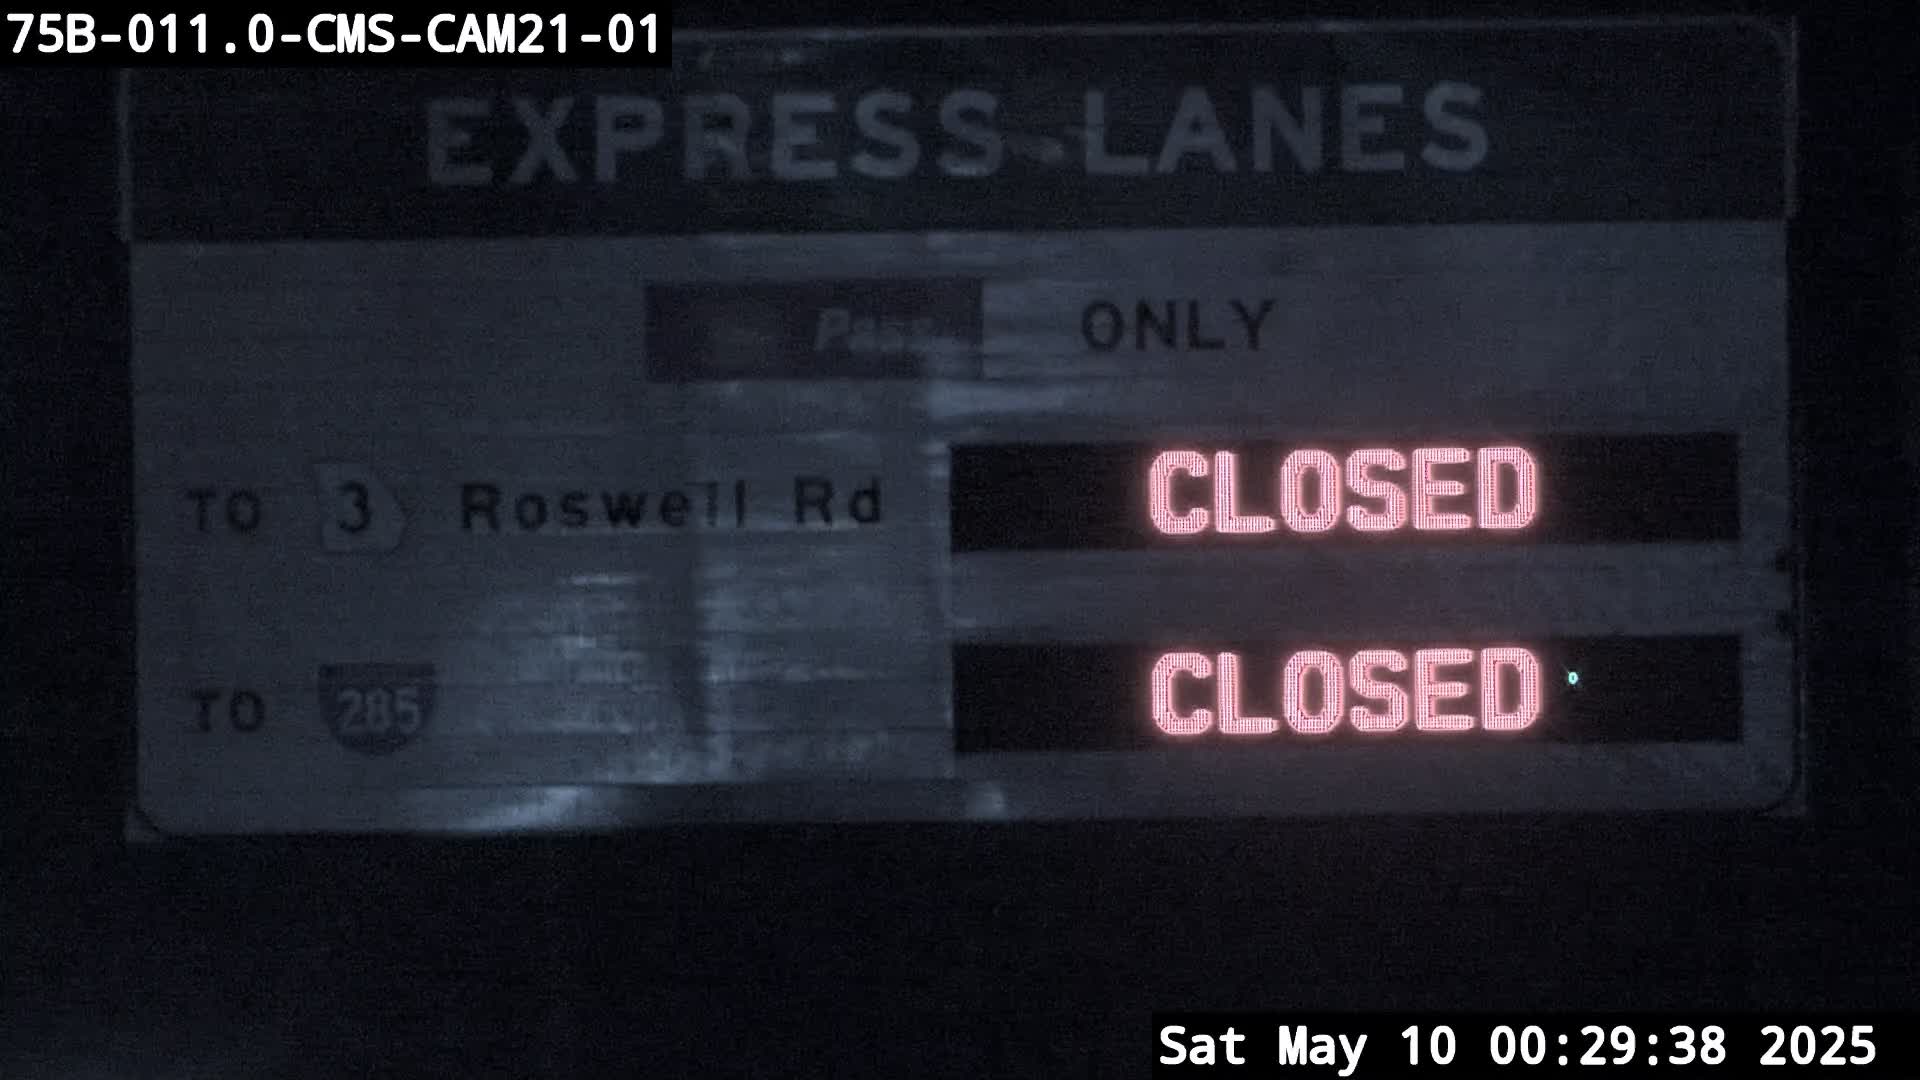 75B-011.0-CMS-CAM21-01
EXPRESS LANES
Pass ONLY
TO 3 Roswell Rd CLOSED
TO 285 CLOSED
Sat May 10 00:29:38 2025